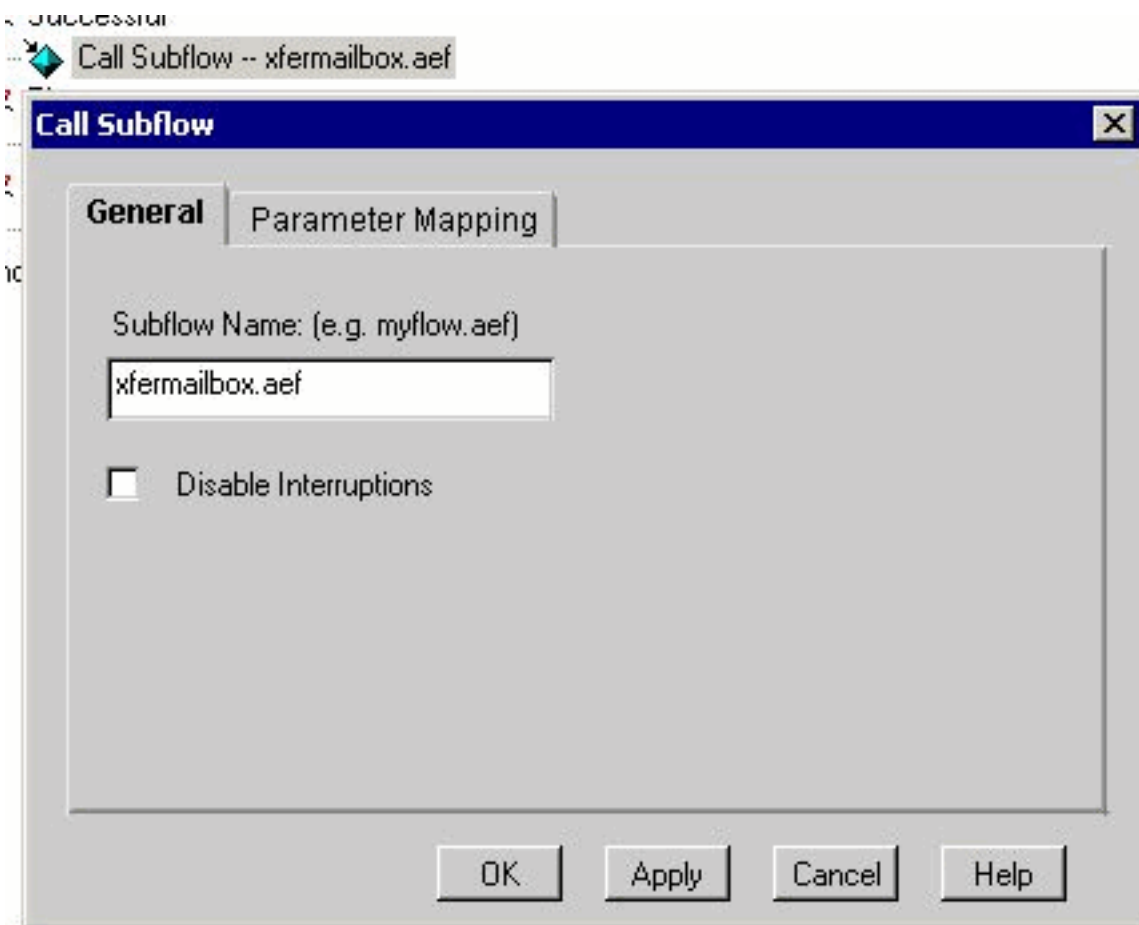 Successful
Call Subflow -- xfermailbox.aef
Call Subflow
General
Parameter Mapping
Subflow Name: (e.g. myflow.aef)
xfermailbox.aef
Disable Interruptions
OK
Apply
Cancel
Help